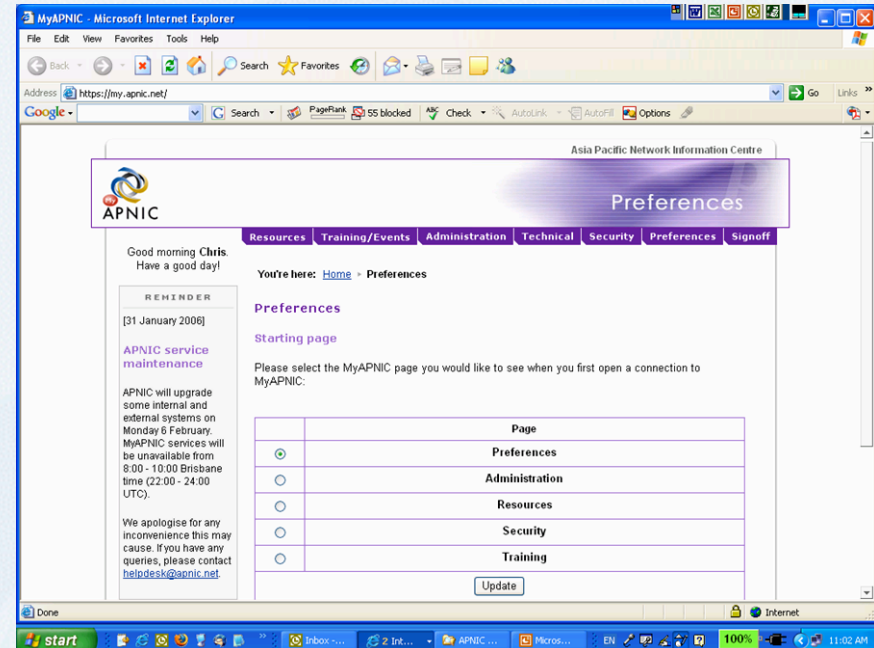 MyAPNIC - Microsoft Internet Explorer
File Edit View Favorites Tools Help
Back Search Favorites
Address https://my.apnic.net/ Go Links »
Google Search PageRank 55 blocked ABC Check AutoLink AutoFill Options
Asia Pacific Network Information Centre
my APNIC
Preferences
Resources Training/Events Administration Technical Security Preferences Signoff
Good morning Chris.
Have a good day!
You're here: Home Preferences
REMINDER
[31 January 2006]
APNIC service
maintenance
APNIC will upgrade
some internal and
external systems on
Monday 6 February.
MyAPNIC services will
be unavailable from
8:00 - 10:00 Brisbane
time (22:00 - 24:00
UTC).
We apologise for any
inconvenience this may
cause. If you have any
queries, please contact
helpdesk@apnic.net.
Preferences
Starting page
Please select the MyAPNIC page you would like to see when you first open a connection to
MyAPNIC:
Page
Preferences
Administration
Resources
Security
Training
Update
Done Internet
start Inbox -... 2 Int... APNIC ... Micros... EN 100% 11:02 AM